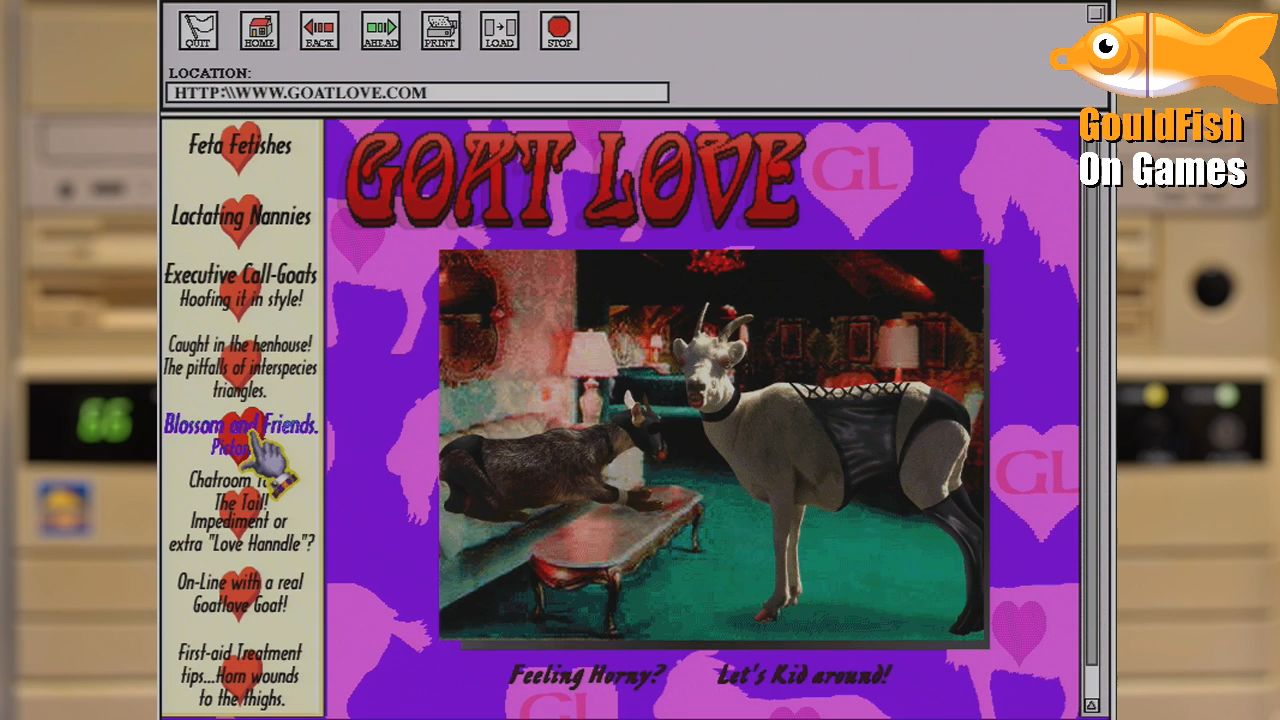 QUIT
HOME
BACK
AHEAD
PRINT
LOAD
STOP
LOCATION:
HTTP:\\WWW.GOATLOVE.COM
GouldFish
On Games
GOAT LOVE
GL
GL
GL
Feta Fetishes
Lactating Nannies
Executive Call-Goats
Hoofing it in style!
Caught in the henhouse!
The pitfalls of interspecies
triangles.
Blossom and Friends.
Chatroom
The Tail!
Impediment or
extra "Love Hanndle"?
On-Line with a real
Goatlove Goat!
First-aid Treatment
tips...Horn wounds
to the thighs.
Feeling Horny?
Let's Kid around!
66